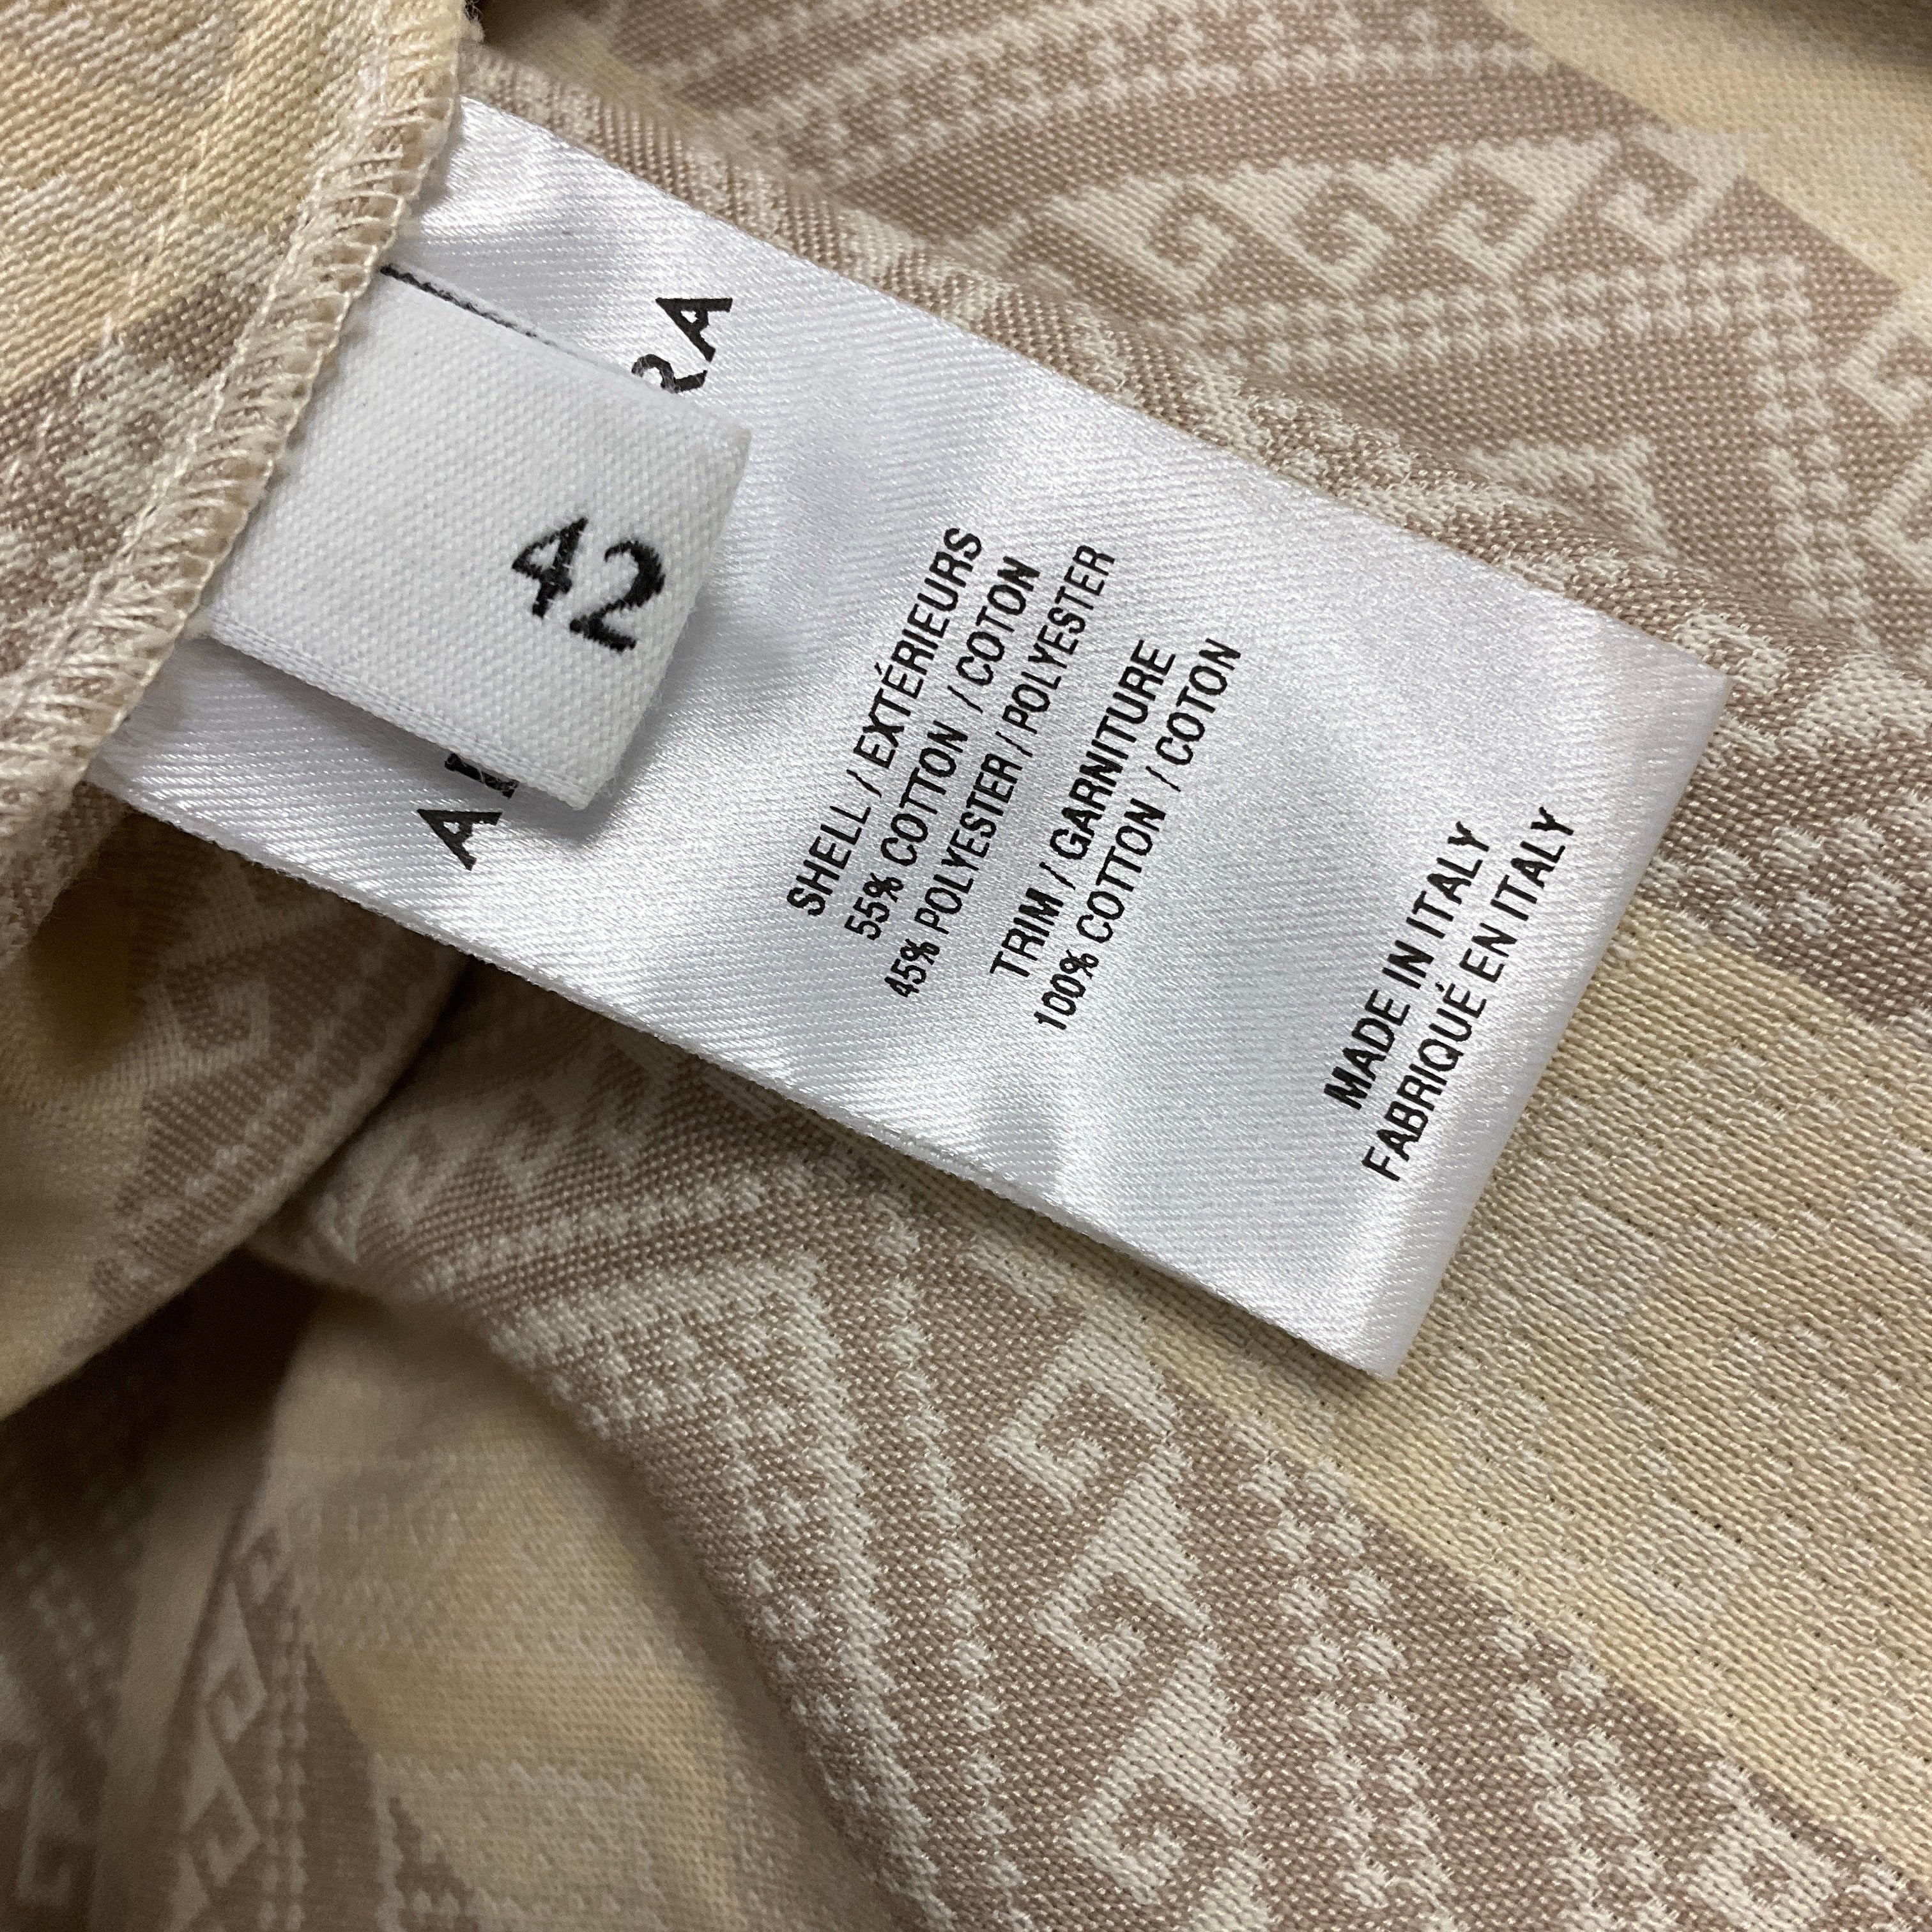 42
SHELL / EXTÉRIEURS
55% COTTON / COTON
45% POLYESTER / POLYESTER
TRIM / GARNITURE
100% COTTON / COTON
MADE IN ITALY
FABRIQUÉ EN ITALY